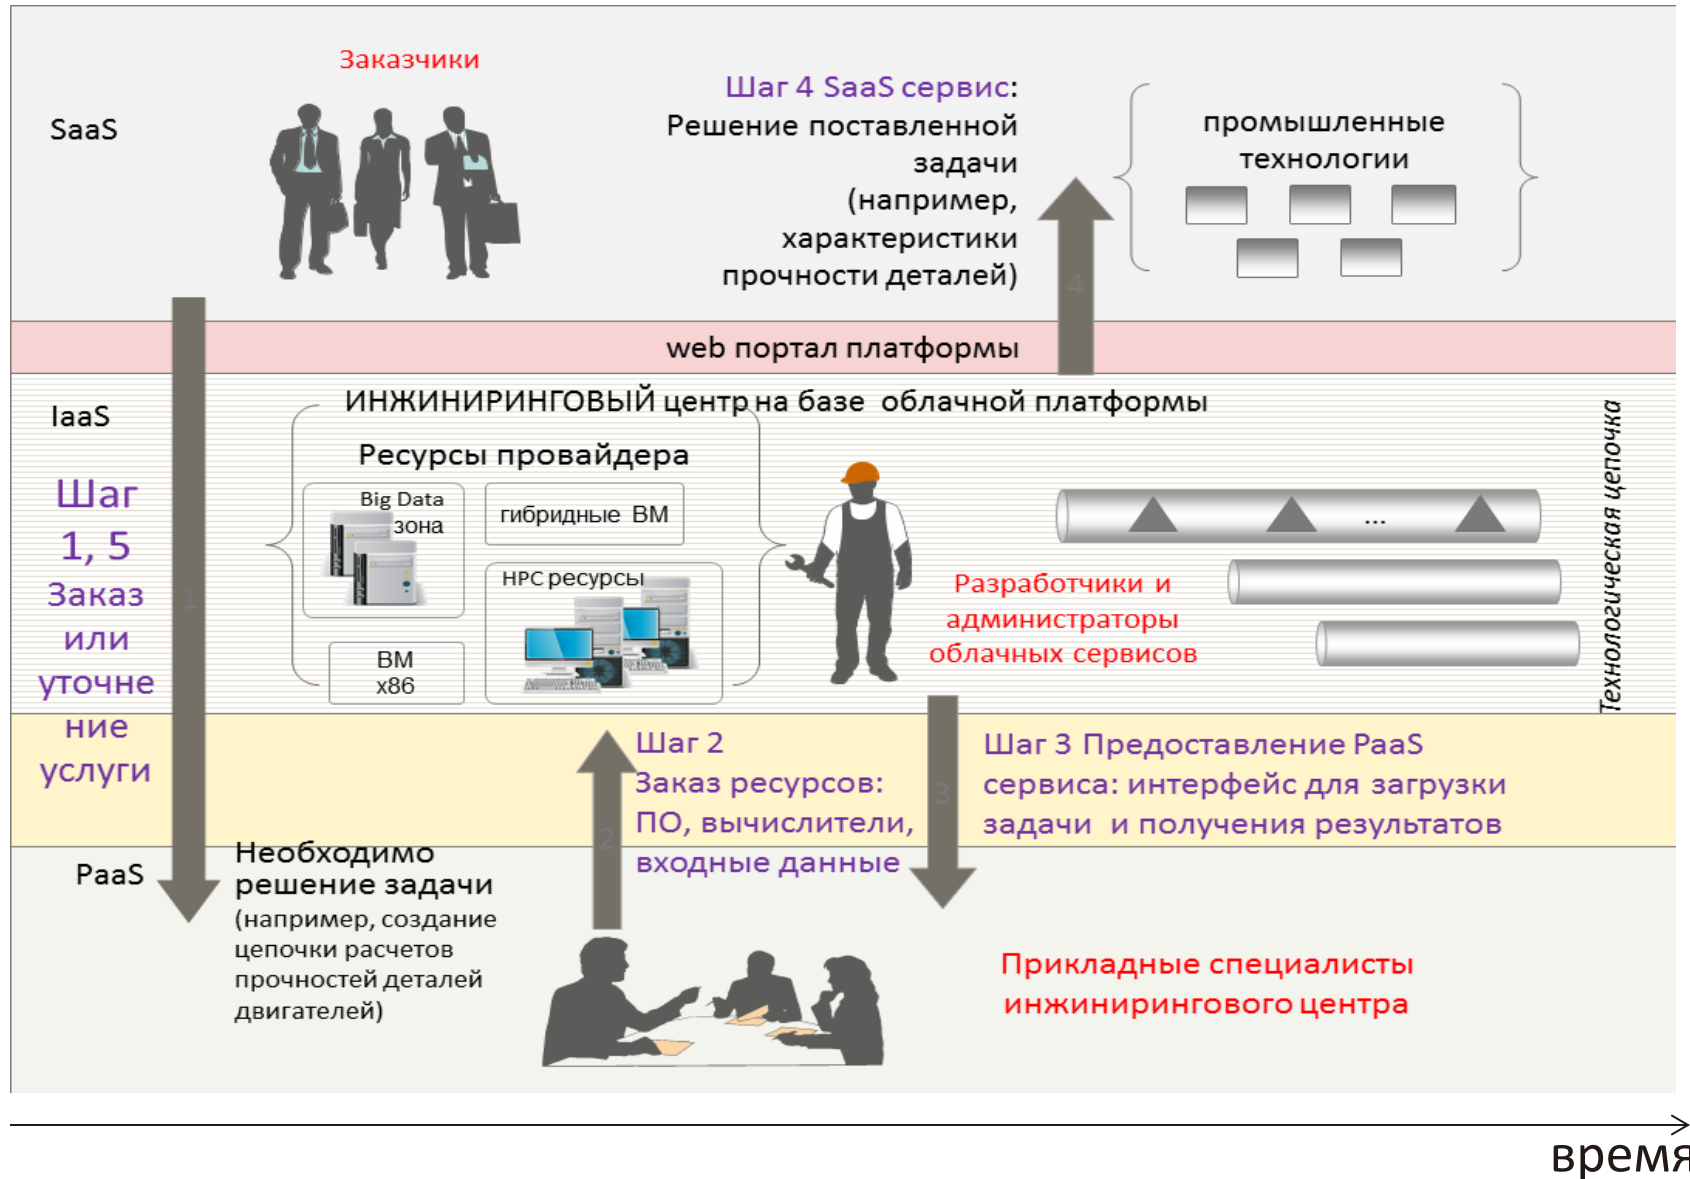 Заказчики
SaaS
Шаг 4 SaaS сервис:
Решение поставленной
задачи
(например,
характеристики
прочности деталей)
4
промышленные
технологии
web портал платформы
IaaS
ИНЖИНИРИНГОВЫЙ центр на базе облачной платформы
Ресурсы провайдера
Big Data
зона
гибридные ВМ
HPC ресурсы
ВМ
x86
Шаг
1, 5
Заказ
или
уточне
ние
услуги
1
Разработчики и
администраторы
облачных сервисов
...
Технологическая цепочка
Шаг 2
Заказ ресурсов:
ПО, вычислители,
входные данные
2
3
Шаг 3 Предоставление PaaS
сервиса: интерфейс для загрузки
задачи и получения результатов
PaaS
Необходимо
решение задачи
(например, создание
цепочки расчетов
прочностей деталей
двигателей)
Прикладные специалисты
инжинирингового центра
время